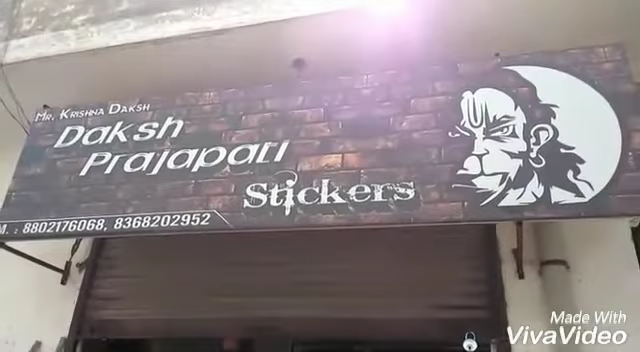 Mr. Krishna Daksh
Daksh
Prajapati
Stickers
M. : 8802176068, 8368202952
Made With
VivaVideo